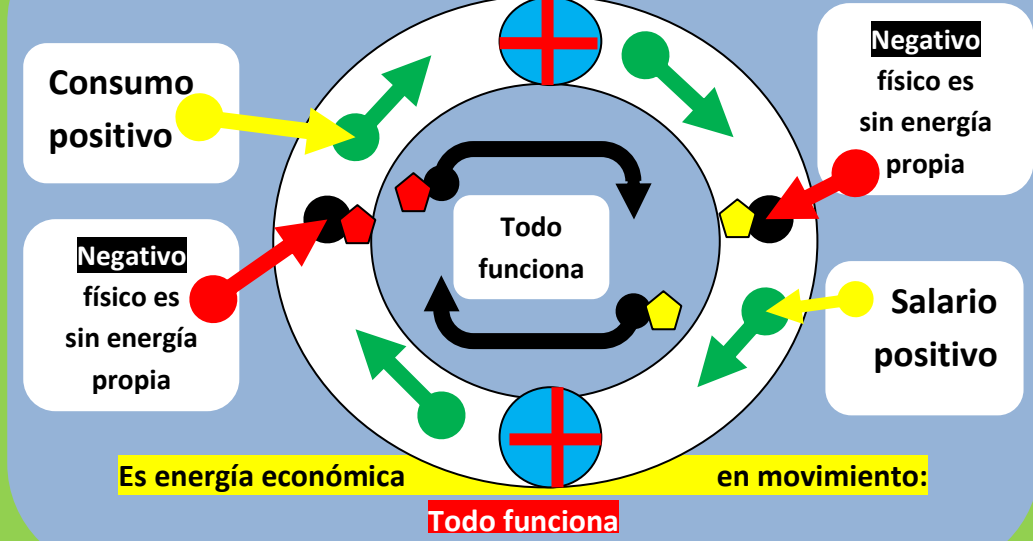 Consumo
positivo
Negativo
físico es
sin energía
propia
Negativo
físico es
sin energía
propia
Todo
funciona
Salario
positivo
Es energía económica en movimiento:
Todo funciona